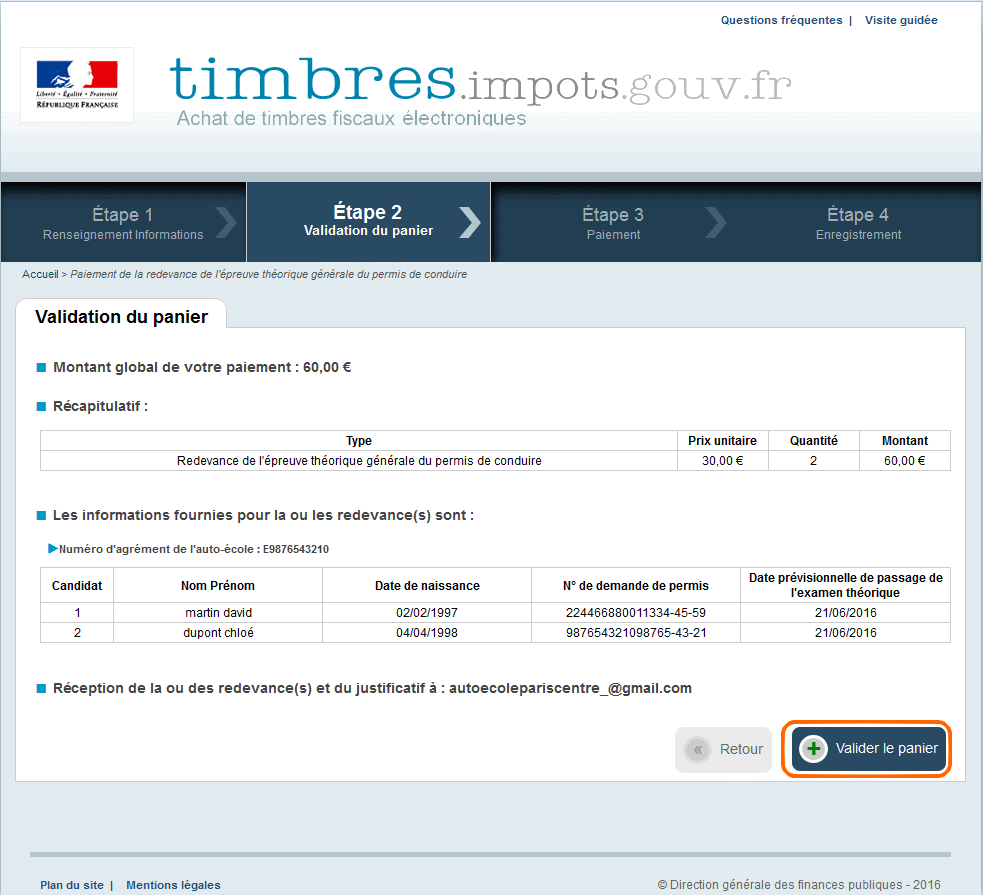 Questions fréquentes | Visite guidée
Liberté • Égalité • Fraternité
RÉPUBLIQUE FRANÇAISE
timbres.impots.gouv.fr
Achat de timbres fiscaux électroniques
Étape 1
Renseignement Informations
Étape 2
Validation du panier
Étape 3
Paiement
Étape 4
Enregistrement
Accueil > Paiement de la redevance de l'épreuve théorique générale du permis de conduire
Validation du panier
Montant global de votre paiement : 60,00 €
Récapitulatif :
Type Prix unitaire Quantité Montant
Redevance de l'épreuve théorique générale du permis de conduire 30,00 € 2 60,00 €
Les informations fournies pour la ou les redevance(s) sont :
Numéro d'agrément de l'auto-école : E9876543210
Candidat Nom Prénom Date de naissance N° de demande de permis Date prévisionnelle de passage de
l'examen théorique
1 martin david 02/02/1997 224466880011334-45-59 21/06/2016
2 dupont chloé 04/04/1998 987654321098765-43-21 21/06/2016
Réception de la ou des redevance(s) et du justificatif à : autoecolepariscentre_@gmail.com
« Retour
Valider le panier
Plan du site | Mentions légales
© Direction générale des finances publiques - 2016